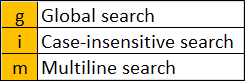 g Global search
i Case-insensitive search
m Multiline search